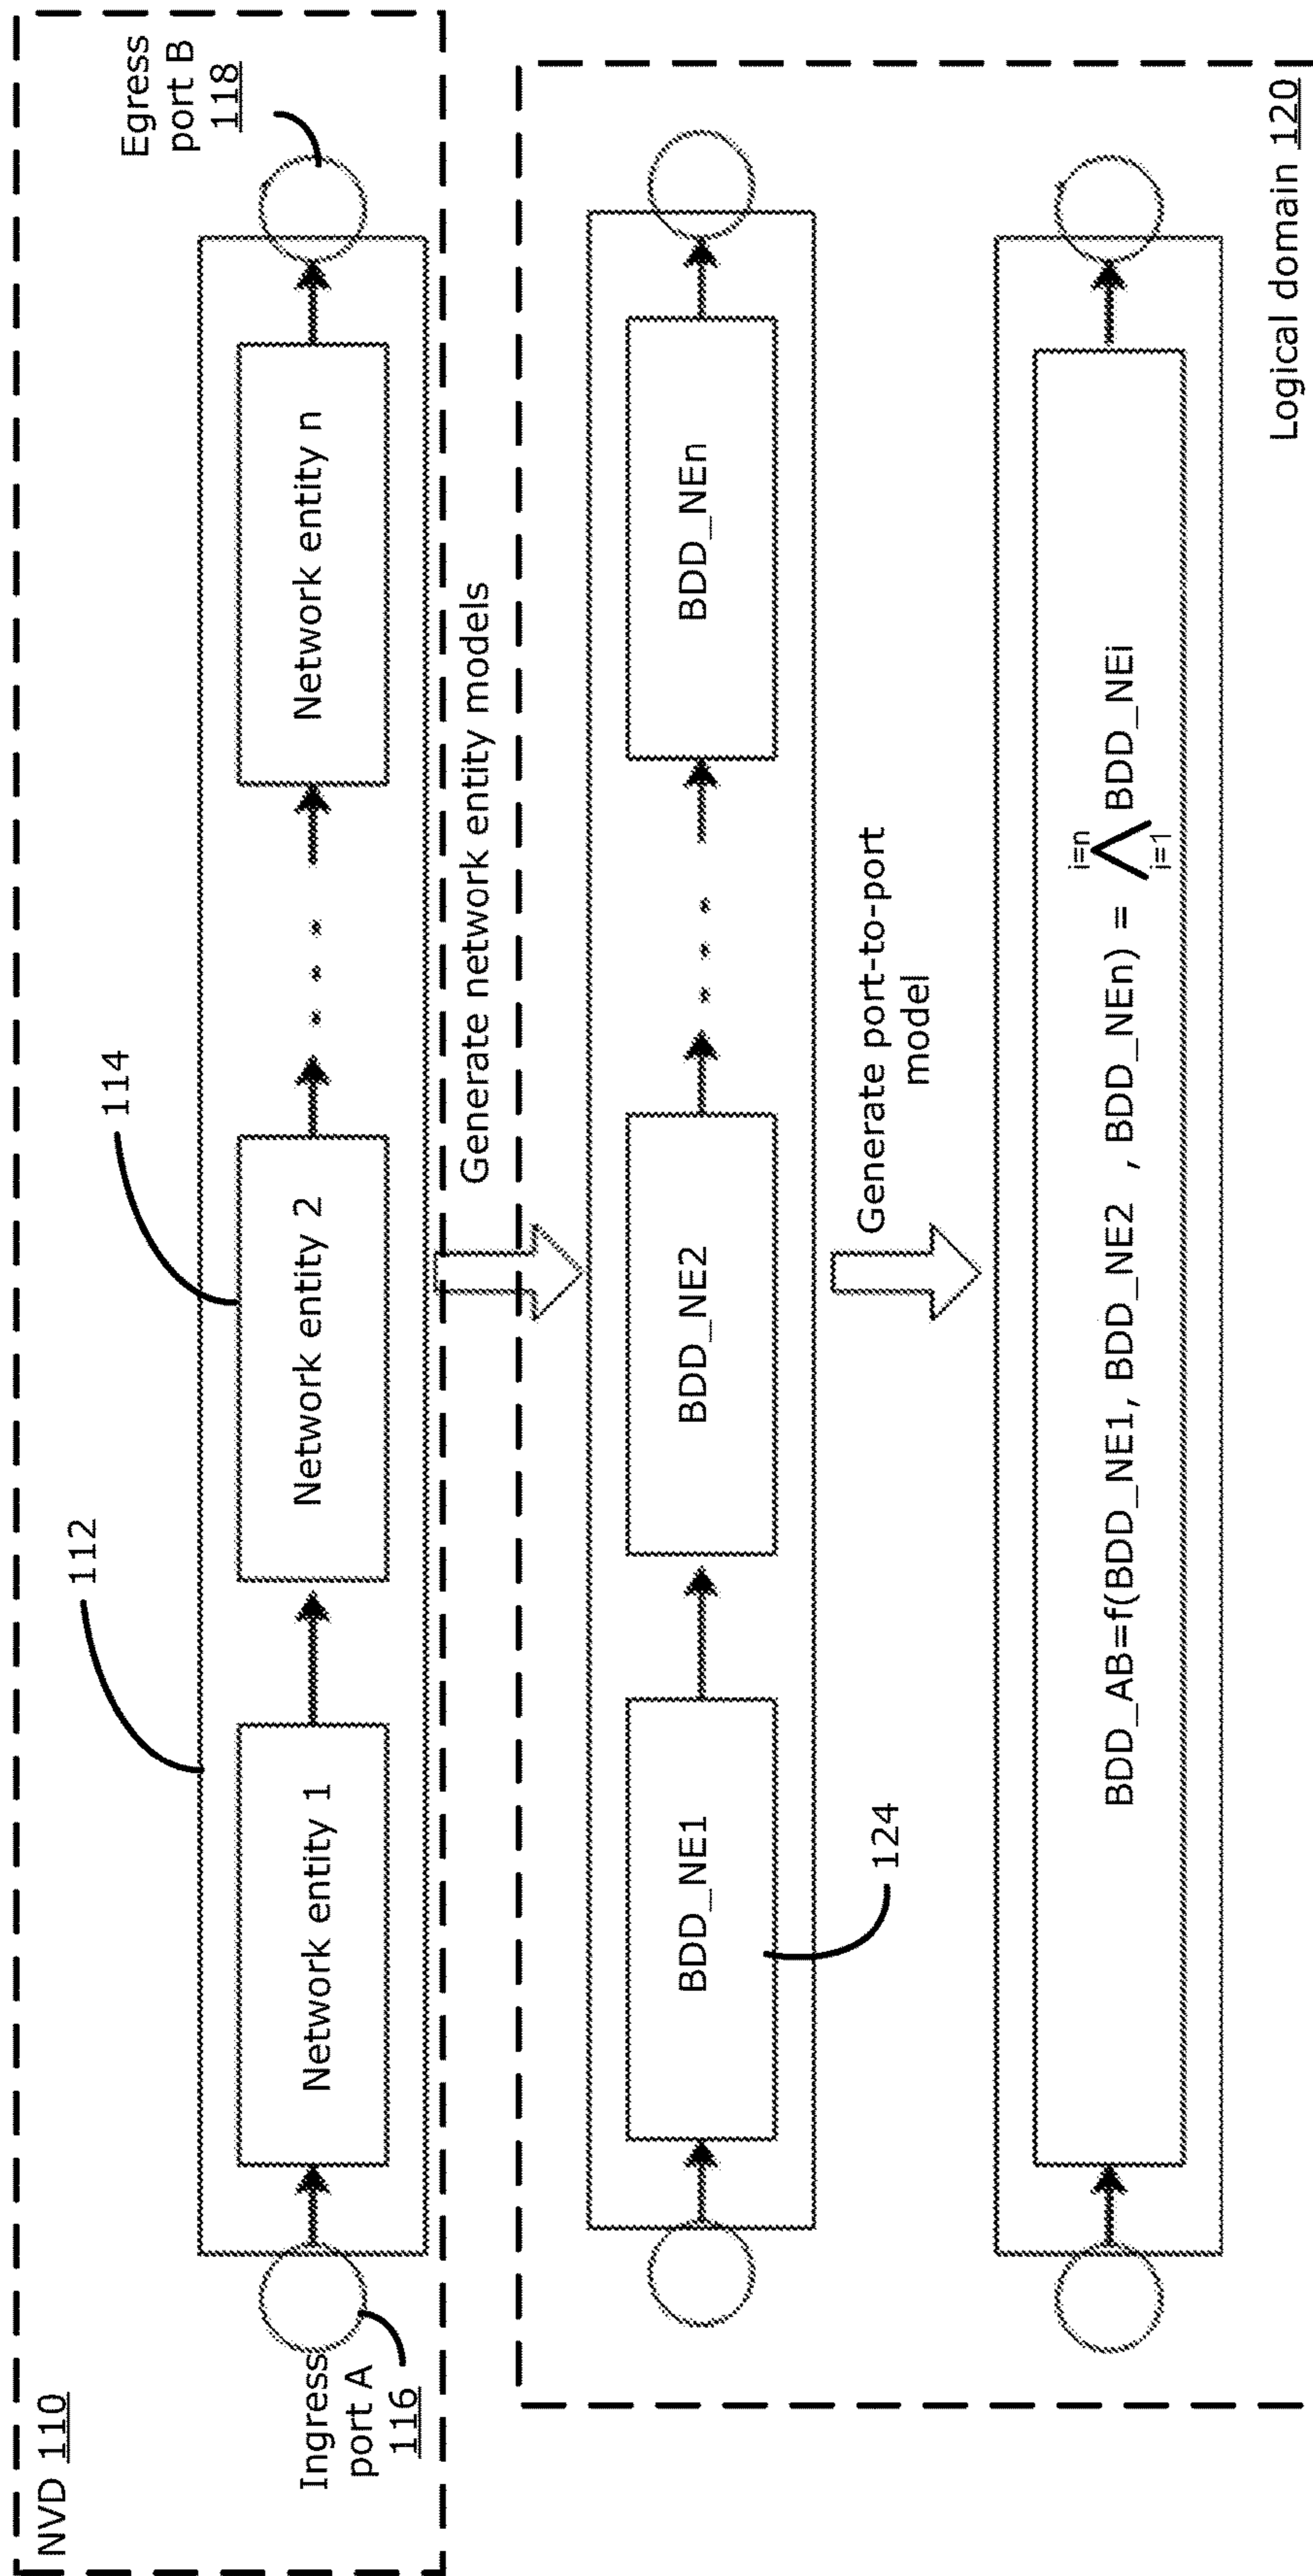 NVD 110
112
114
Egress
port B
118
Ingress
port A
116
Network entity 1
Network entity 2
Network entity n
Generate network entity models
BDD_NE1
BDD_NE2
BDD_NEn
124
Generate port-to-port
model
i=n
BDD_AB=f(BDD_NE1, BDD_NE2 , BDD_NEn) = ⋀ BDD_NEi
i=1
Logical domain 120